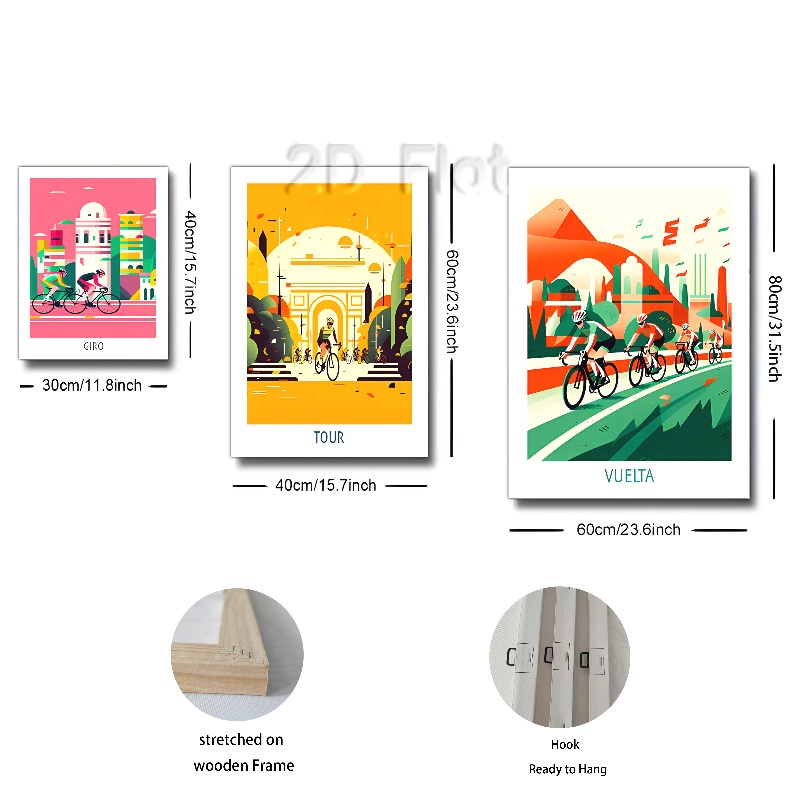 2D Flat
40cm/15.7inch
60cm/23.6inch
80cm/31.5inch
GIRO
TOUR
VUELTA
30cm/11.8inch
40cm/15.7inch
60cm/23.6inch
stretched on
wooden Frame
Hook
Ready to Hang